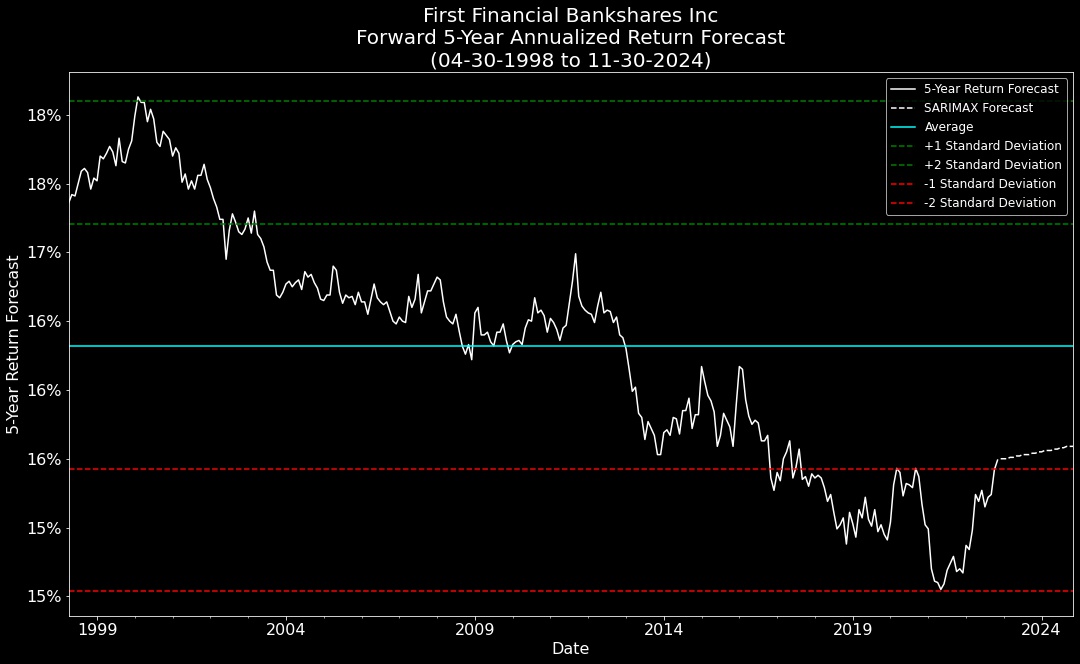 First Financial Bankshares Inc
Forward 5-Year Annualized Return Forecast
(04-30-1998 to 11-30-2024)
5-Year Return Forecast
SARIMAX Forecast
Average
+1 Standard Deviation
+2 Standard Deviation
-1 Standard Deviation
-2 Standard Deviation
18%
18%
17%
16%
16%
16%
15%
15%
5-Year Return Forecast
1999
2004
2009
2014
2019
2024
Date